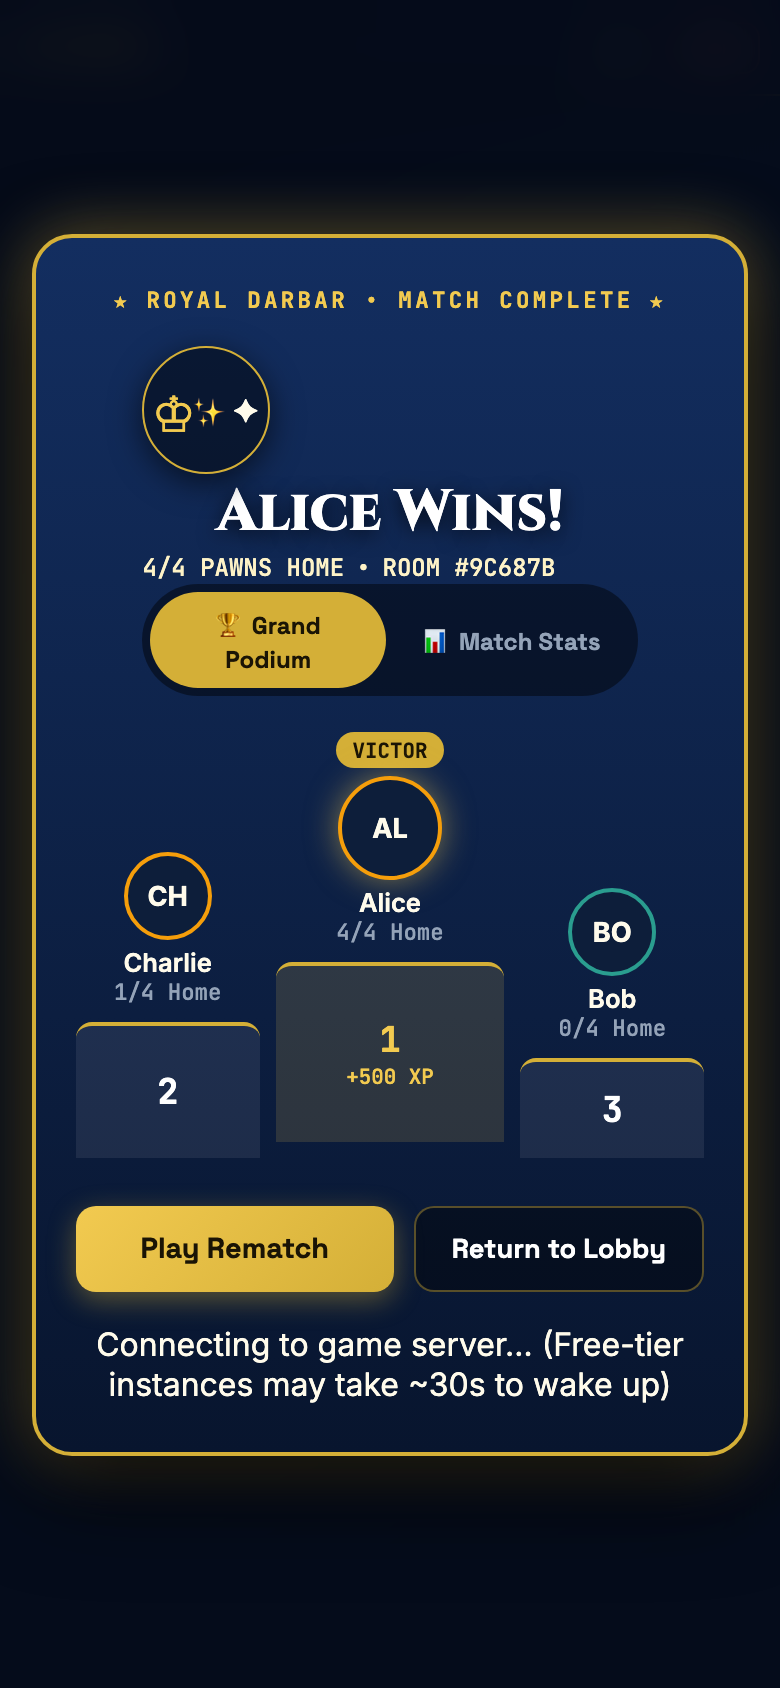 ★ ROYAL DARBAR • MATCH COMPLETE ★
♔✨ ✦
ALICE WINS!
4/4 PAWNS HOME • ROOM #9C687B
🏆 Grand
Podium
📊 Match Stats
VICTOR
AL
Alice
4/4 Home
CH
Charlie
1/4 Home
BO
Bob
0/4 Home
1
+500 XP
2
3
Play Rematch
Return to Lobby
Connecting to game server... (Free-tier
instances may take ~30s to wake up)